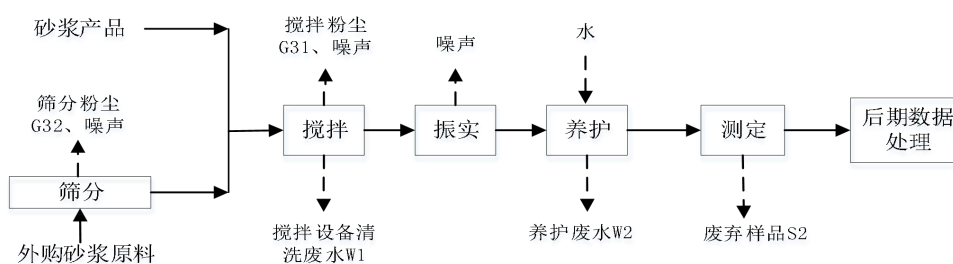 砂浆产品
搅拌粉尘
G31、噪声
噪声
水
筛分粉尘
G32、噪声
搅拌
振实
养护
测定
后期数据
处理
筛分
外购砂浆原料
搅拌设备清
洗废水W1
养护废水W2
废弃样品S2